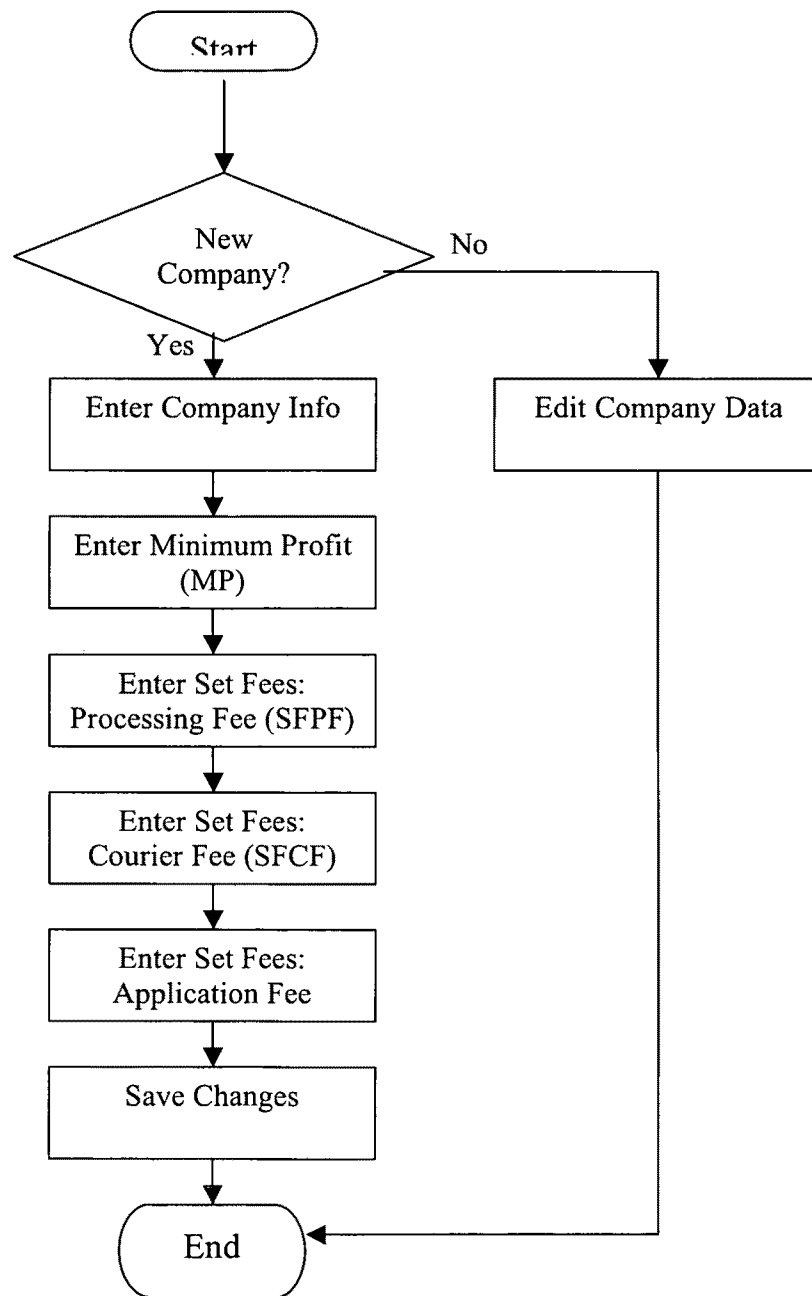 Start
New
Company?
No
Yes
Enter Company Info
Edit Company Data
Enter Minimum Profit
(MP)
Enter Set Fees:
Processing Fee (SFPF)
Enter Set Fees:
Courier Fee (SFCF)
Enter Set Fees:
Application Fee
Save Changes
End